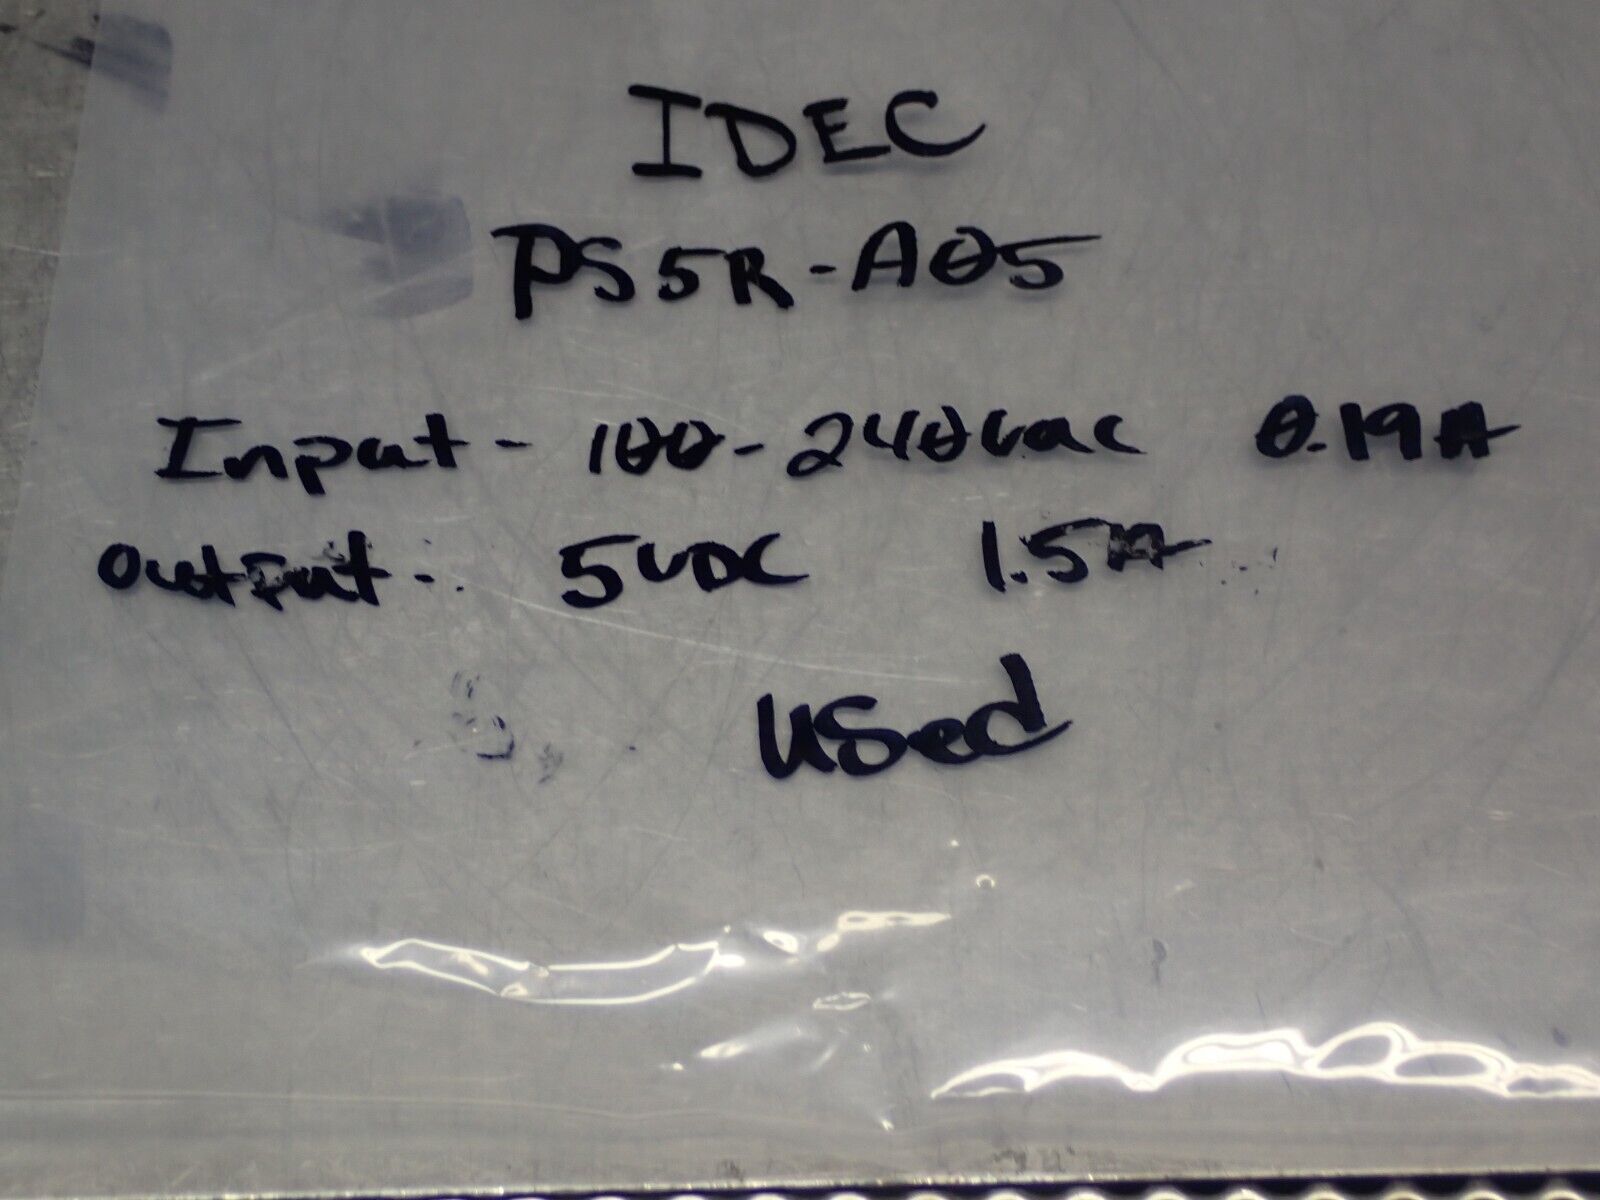 IDEC
PS5R-A05
Input - 100-240vac 0.19A
Output - 5VDC 1.5A
used